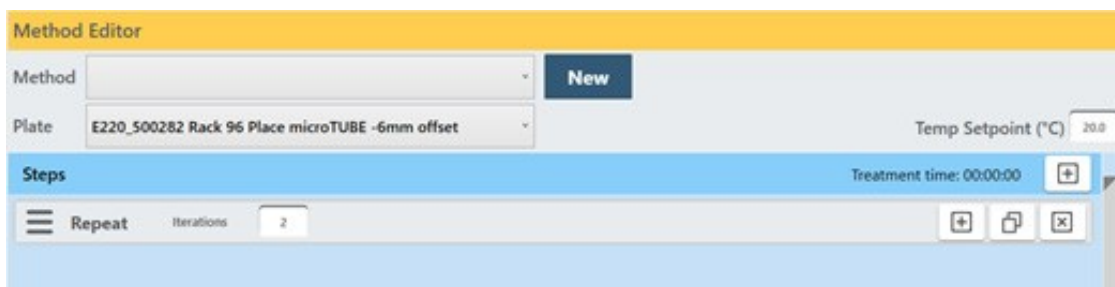 Method Editor
Method New
Plate E220_500282 Rack 96 Place microTUBE -6mm offset Temp Setpoint (°C) 20.0
Steps Treatment time: 00:00:00
Repeat Iterations 2